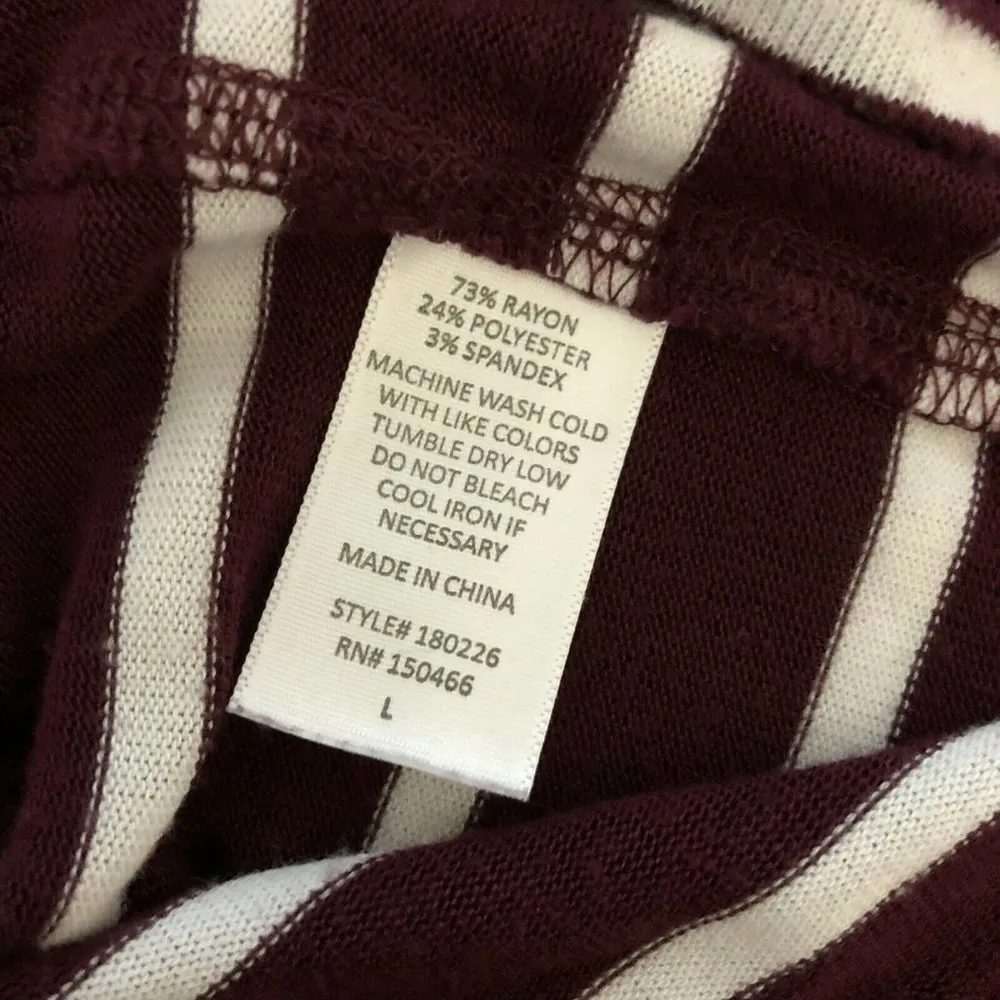 73% RAYON
24% POLYESTER
3% SPANDEX
MACHINE WASH COLD
WITH LIKE COLORS
TUMBLE DRY LOW
DO NOT BLEACH
COOL IRON IF
NECESSARY
MADE IN CHINA
STYLE# 180226
RN# 150466
L